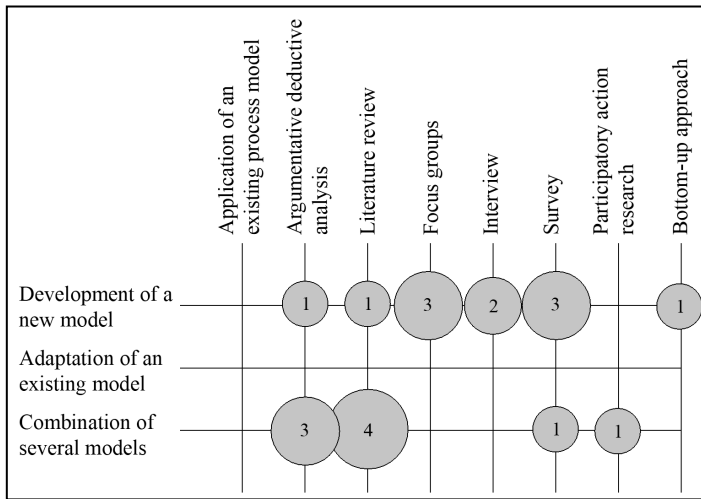 Application of an
existing process model
Argumentative deductive
analysis
Literature review
Focus groups
Interview
Survey
Participatory action
research
Bottom-up approach
Development of a
new model
1
1
3
2
3
1
Adaptation of an
existing model
Combination of
several models
3
4
1
1